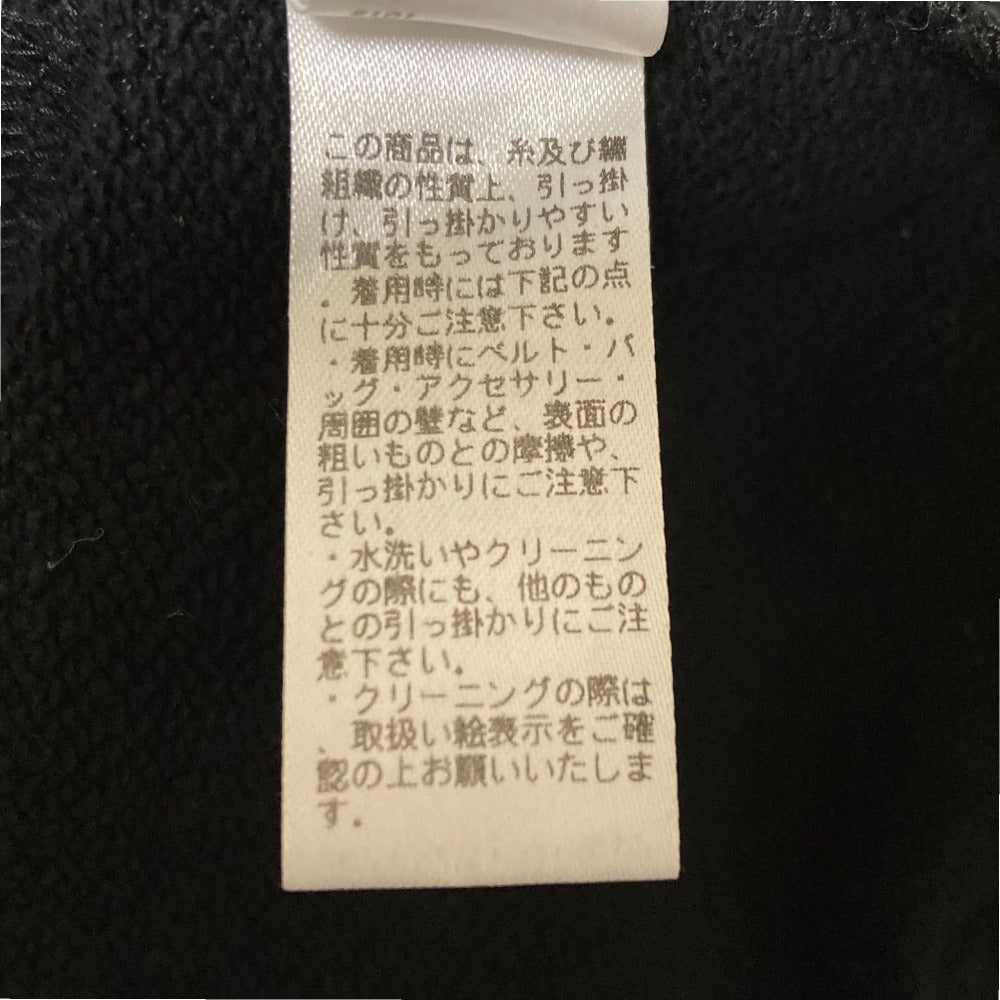 この商品は、糸及び編
組織の性質上、引っ掛
け、引っ掛かりやすい
性質をもっております
。着用時には下記の点
に十分ご注意下さい。
・着用時にベルト・バ
ッグ・アクセサリー・
周囲の壁など、表面の
粗いものとの摩擦や、
引っ掛かりにご注意下
さい。
・水洗いやクリーニン
グの際にも、他のもの
との引っ掛かりにご注
意下さい。
・クリーニングの際は
、取扱い絵表示をご確
認の上お願いいたしま
す。